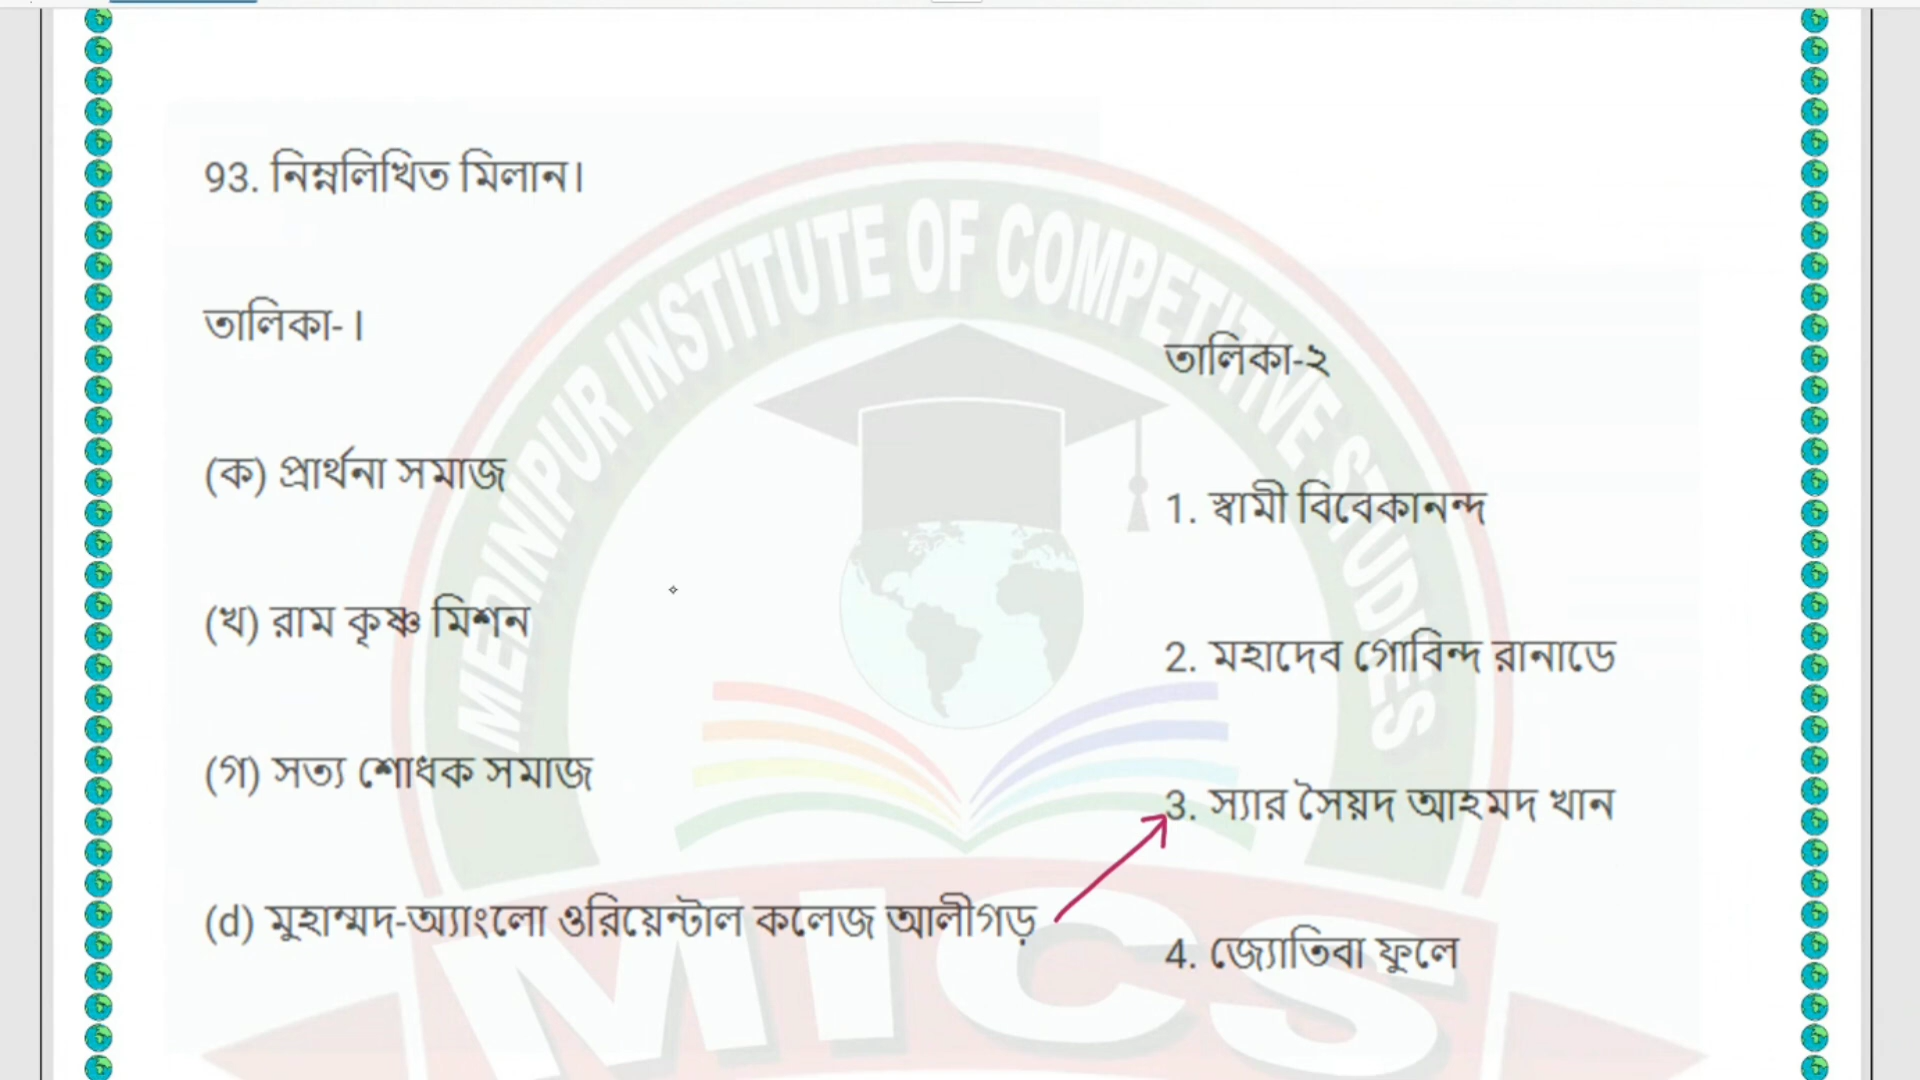 93. নিম্নলিখিত মিলান।
তালিকা-।
তালিকা-২
(ক) প্রার্থনা সমাজ
1. স্বামী বিবেকানন্দ
(খ) রাম কৃষ্ণ মিশন
2. মহাদেব গোবিন্দ রানাডে
(গ) সত্য শোধক সমাজ
3. স্যার সৈয়দ আহমদ খান
(d) মুহাম্মদ-অ্যাংলো ওরিয়েন্টাল কলেজ আলীগড়
4. জ্যোতিবা ফুলে
MEDINIPUR INSTITUTE OF COMPETITIVE STUDIES
MICS